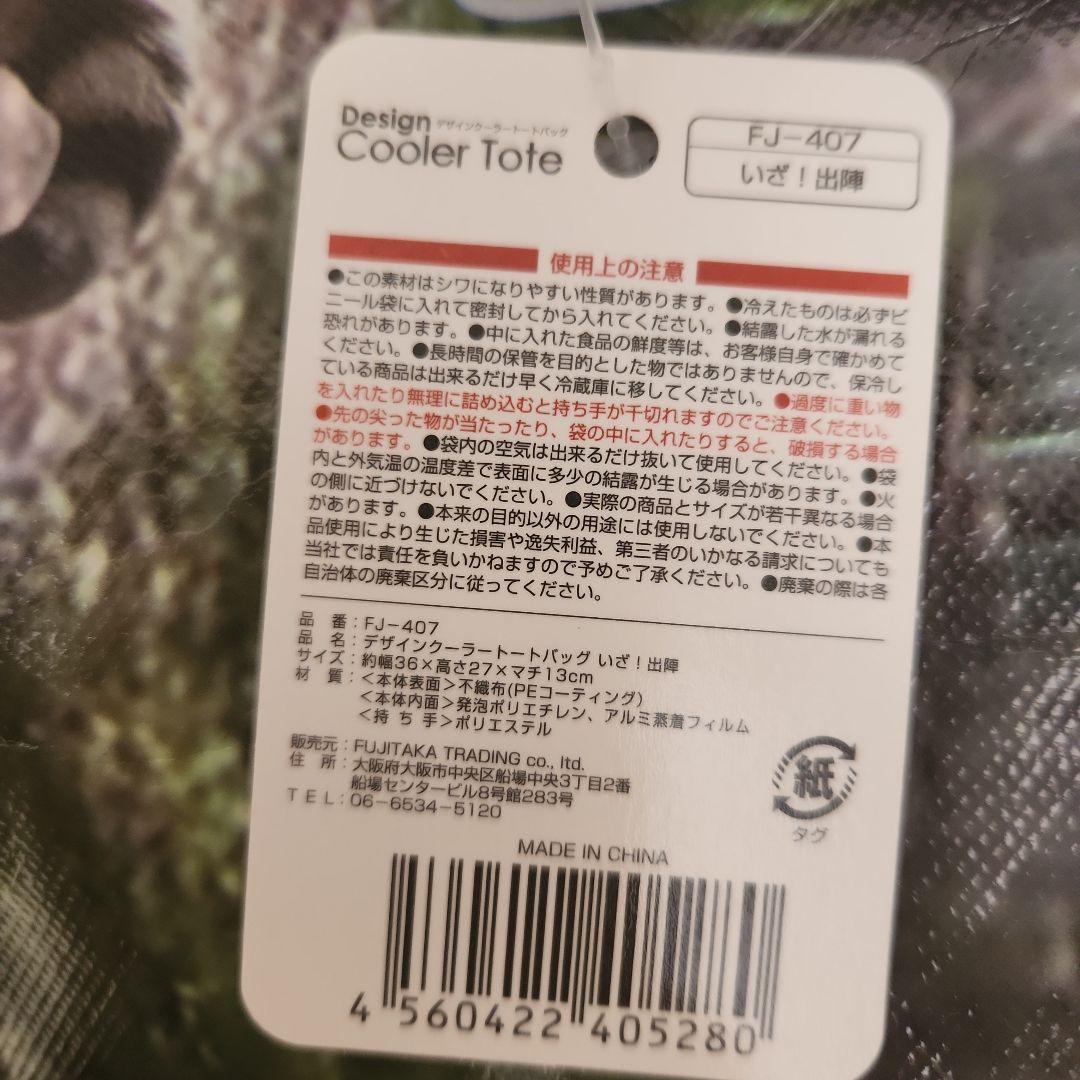 Design デザインクーラートートバッグ
Cooler Tote
FJ-407
いざ！出陣
使用上の注意
●この素材はシワになりやすい性質があります。●冷えたものは必ずビ
ニール袋に入れて密封してから入れてください。●結露した水が漏れる
恐れがあります。●中に入れた食品の鮮度等は、お客様自身で確かめて
ください。●長時間の保管を目的とした物ではありませんので、保冷し
ている商品は出来るだけ早く冷蔵庫に移してください。●過度に重い物
を入れたり無理に詰め込むと持ち手が千切れますのでご注意ください。
●先の尖った物が当たったり、袋の中に入れたりすると、破損する場合
があります。●袋内の空気は出来るだけ抜いて使用してください。●袋
内と外気温の温度差で表面に多少の結露が生じる場合があります。●火
の側に近づけないでください。●実際の商品とサイズが若干異なる場合
があります。●本来の目的以外の用途には使用しないでください。●本
品使用により生じた損害や逸失利益、第三者のいかなる請求についても
当社では責任を負いかねますので予めご了承ください。●廃棄の際は各
自治体の廃棄区分に従ってください。
品 番：FJ-407
品 名：デザインクーラートートバッグ いざ！出陣
サイズ：約幅36×高さ27×マチ13cm
材 質：＜本体表面＞不織布(PEコーティング)
＜本体内面＞発泡ポリエチレン、アルミ蒸着フィルム
＜持 ち 手＞ポリエステル
販売元：FUJITAKA TRADING co., ltd.
住 所：大阪府大阪市中央区船場中央3丁目2番
船場センタービル8号館283号
TEL：06-6534-5120
紙
タグ
MADE IN CHINA
4 560422 405280